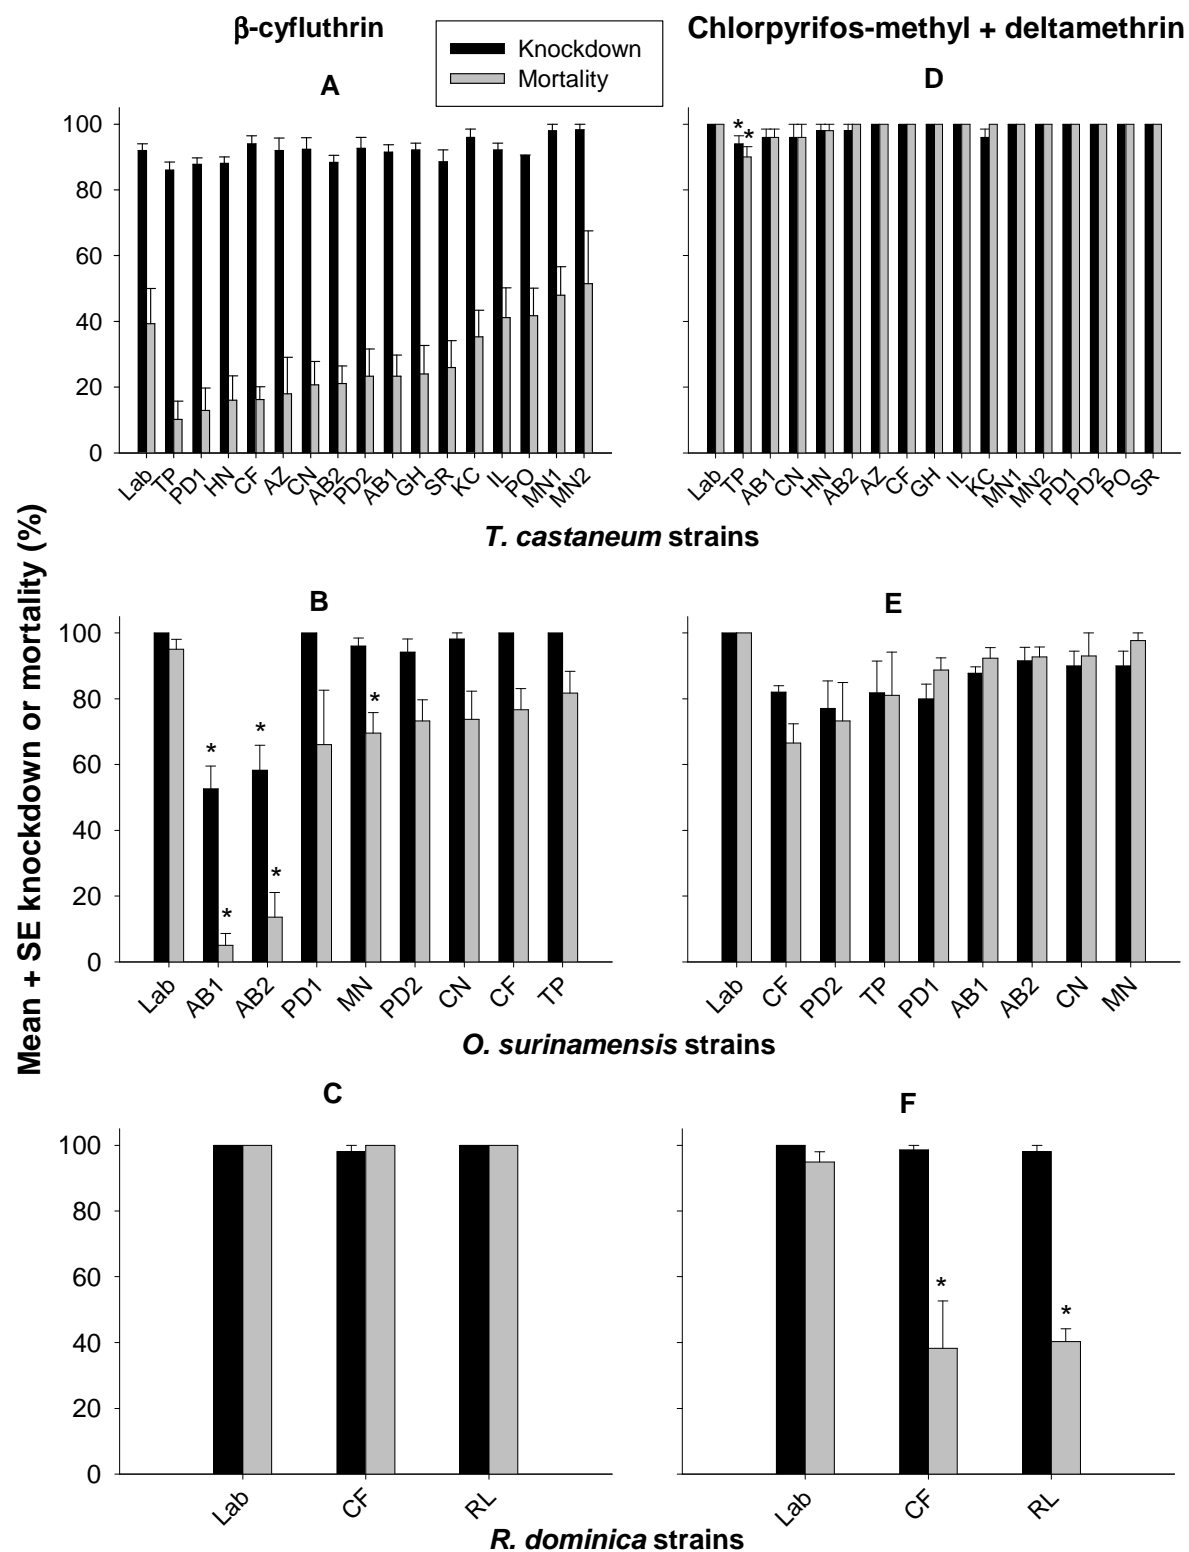 β-cyfluthrin
Chlorpyrifos-methyl + deltamethrin
Knockdown
Mortality
A
100
80
60
40
20
0
* *
Lab TP PD1 HN CF AZ CN AB2 PD2 AB1 GH SR KC IL PO MN1 MN2
D
Lab TP AB1 CN HN AB2 AZ CF GH IL KC MN1 MN2 PD1 PD2 PO SR
T. castaneum strains
Mean + SE knockdown or mortality (%)
B
100
80
60
40
20
0
* * * * *
Lab AB1 AB2 PD1 MN PD2 CN CF TP
E
Lab CF PD2 TP PD1 AB1 AB2 CN MN
O. surinamensis strains
C
100
80
60
40
20
0
Lab CF RL
F
* *
Lab CF RL
R. dominica strains